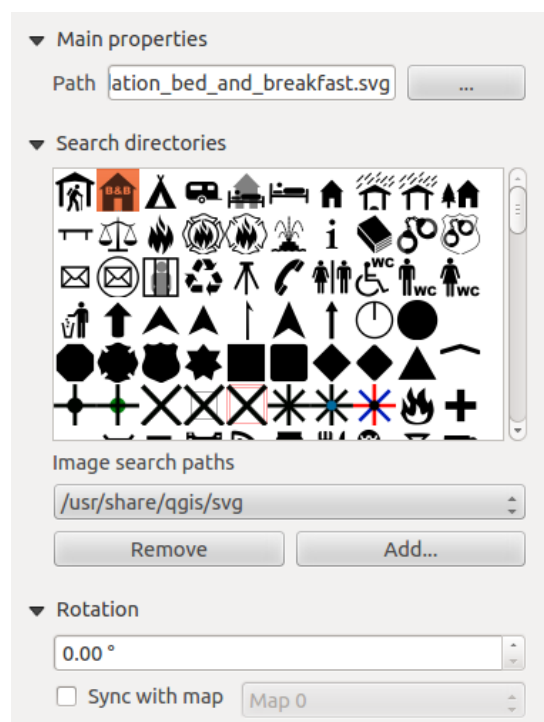 Main properties
Path lation_bed_and_breakfast.svg ...
Search directories
B&B
i
WC
WC WC
Image search paths
/usr/share/qgis/svg
Remove Add...
Rotation
0.00 °
Sync with map Map 0